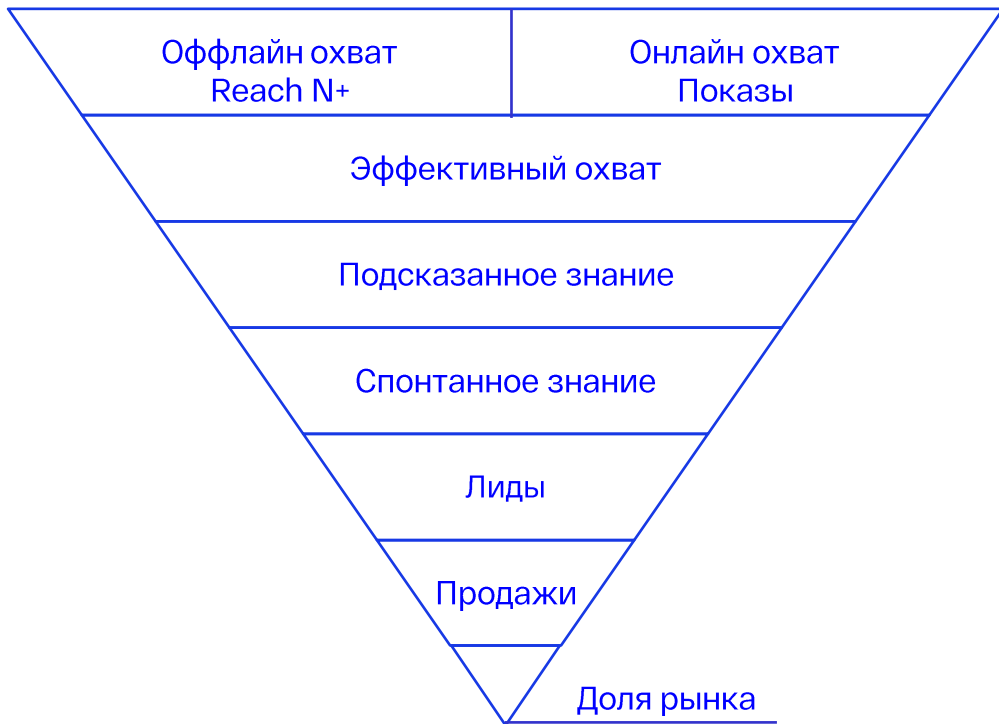 Оффлайн охват
Reach N+
Онлайн охват
Показы
Эффективный охват
Подсказанное знание
Спонтанное знание
Лиды
Продажи
Доля рынка